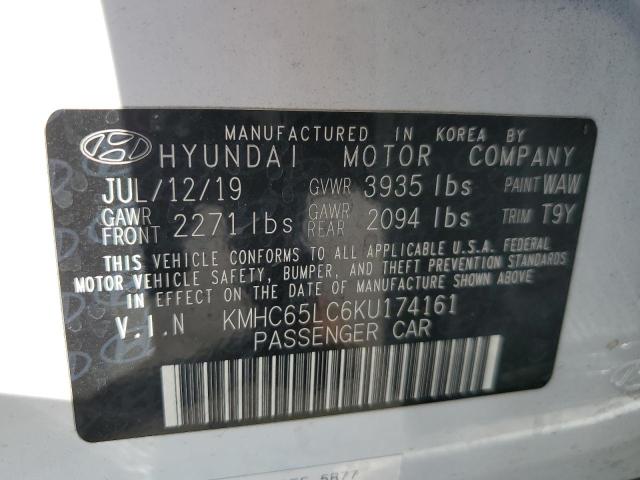 MANUFACTURED IN KOREA BY
HYUNDAI MOTOR COMPANY
JUL/12/19 GVWR 3935 lbs PAINT WAW
GAWR FRONT 2271 lbs GAWR REAR 2094 lbs TRIM T9Y
THIS VEHICLE CONFORMS TO ALL APPLICABLE U.S.A. FEDERAL
MOTOR VEHICLE SAFETY, BUMPER, AND THEFT PREVENTION STANDARDS
IN EFFECT ON THE DATE OF MANUFACTURE SHOWN ABOVE
V.I.N KMHC65LC6KU174161
PASSENGER CAR